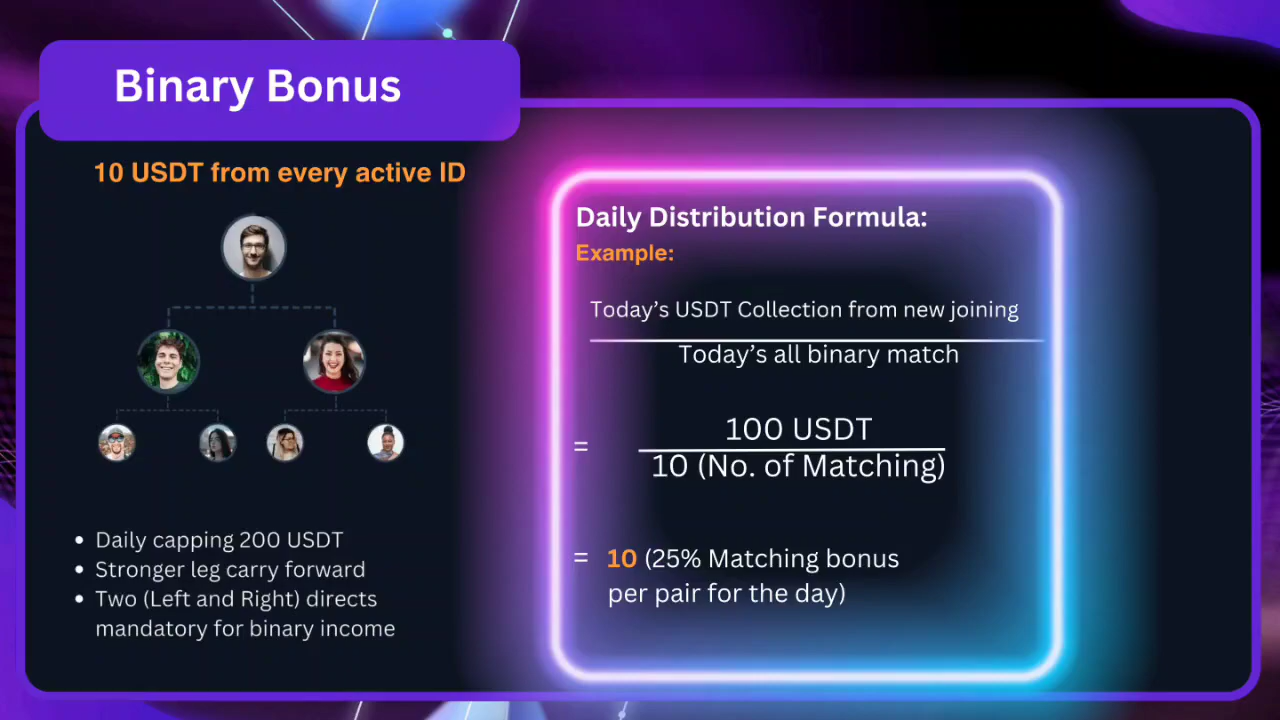 Binary Bonus
10 USDT from every active ID
Daily Distribution Formula:
Example:
Today’s USDT Collection from new joining
Today’s all binary match
= 100 USDT
10 (No. of Matching)
= 10 (25% Matching bonus
per pair for the day)
• Daily capping 200 USDT
• Stronger leg carry forward
• Two (Left and Right) directs
mandatory for binary income